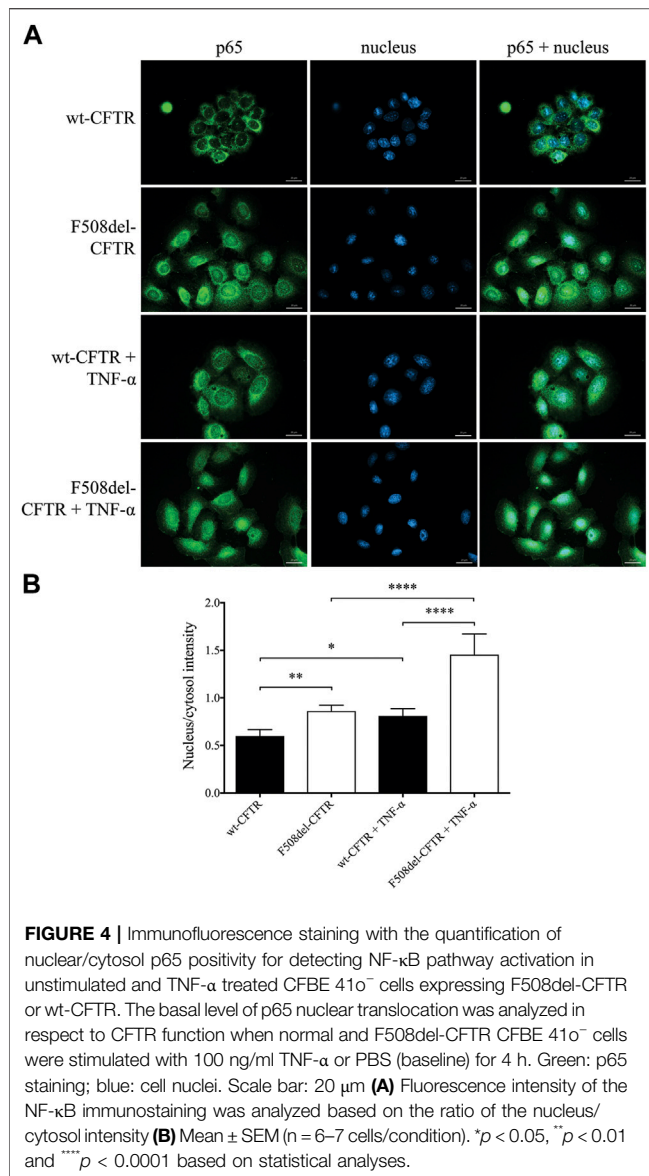 A
p65 nucleus p65 + nucleus
wt-CFTR
F508del-
CFTR
wt-CFTR +
TNF-α
F508del-
CFTR + TNF-α
B
Nucleus/cytosol intensity
2.0
1.5
1.0
0.5
0.0
****
****
*
**
wt-CFTR
F508del-CFTR
wt-CFTR + TNF-α
F508del-CFTR + TNF-α
FIGURE 4 | Immunofluorescence staining with the quantification of
nuclear/cytosol p65 positivity for detecting NF-κB pathway activation in
unstimulated and TNF-α treated CFBE 41o⁻ cells expressing F508del-CFTR
or wt-CFTR. The basal level of p65 nuclear translocation was analyzed in
respect to CFTR function when normal and F508del-CFTR CFBE 41o⁻ cells
were stimulated with 100 ng/ml TNF-α or PBS (baseline) for 4 h. Green: p65
staining; blue: cell nuclei. Scale bar: 20 μm (A) Fluorescence intensity of the
NF-κB immunostaining was analyzed based on the ratio of the nucleus/
cytosol intensity (B) Mean ± SEM (n = 6–7 cells/condition). *p < 0.05, **p < 0.01
and ****p < 0.0001 based on statistical analyses.